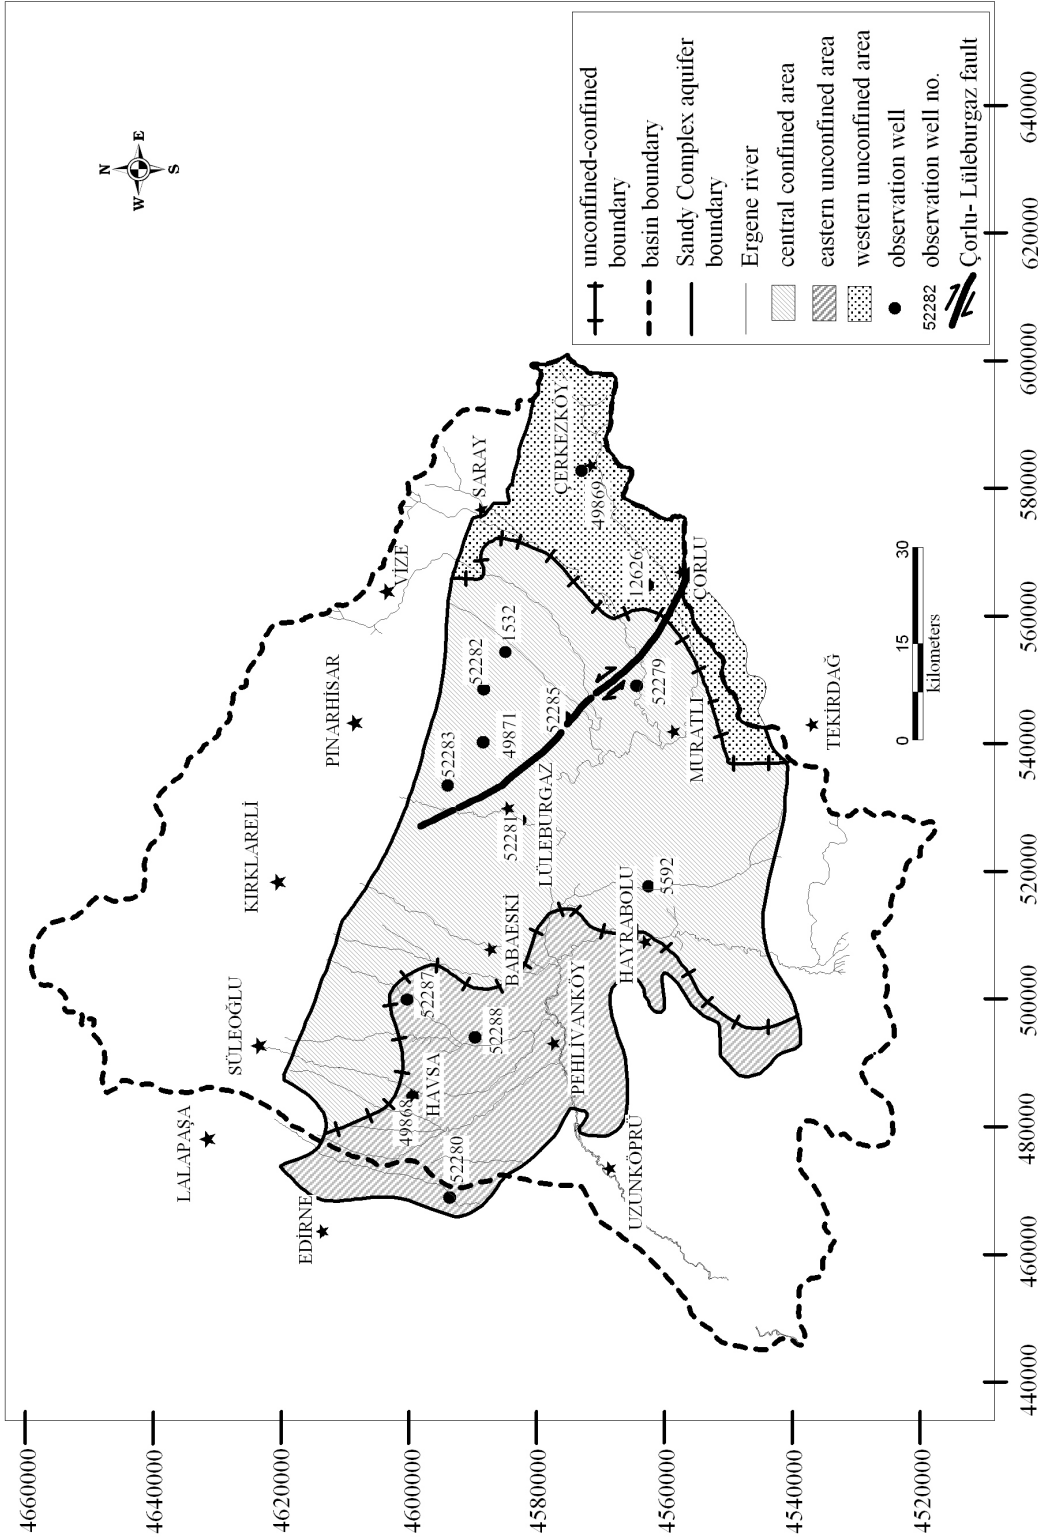 N
W
E
S
LALAPAŞA
SÜLEOĞLU
KIRKLARELİ
PINARHİSAR
VİZE
SARAY
EDİRNE
49868
HAVSA
52280
52287
52288
BABAESKİ
52283
49871
52282
1532
52281
LÜLEBURGAZ
52285
ÇERKEZKÖY
49869
12626
ÇORLU
UZUNKÖPRÜ
PEHLİVANKÖY
HAYRABOLU
5592
52279
MURATLI
TEKİRDAĞ
0 15 30
kilometers
unconfined-confined
boundary
basin boundary
Sandy Complex aquifer
boundary
Ergene river
central confined area
eastern unconfined area
western unconfined area
observation well
52282 observation well no.
Çorlu- Lüleburgaz fault
4660000
4640000
4620000
4600000
4580000
4560000
4540000
4520000
440000 460000 480000 500000 520000 540000 560000 580000 600000 620000 640000